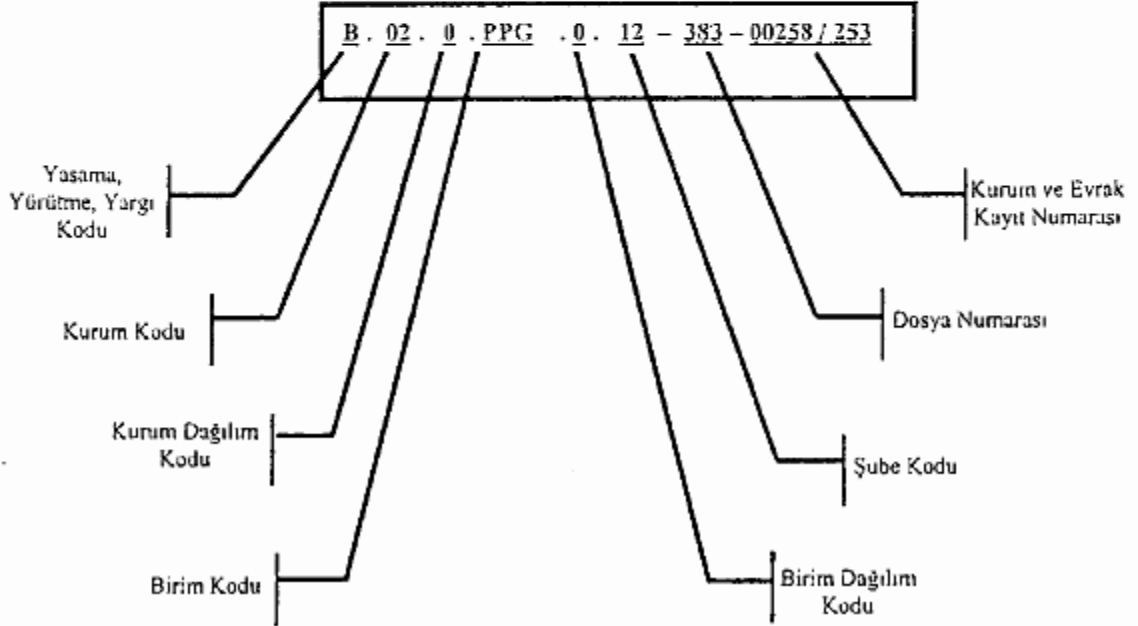 B . 02 . 0 . PPG . 0 . 12 – 383 – 00258 / 253
Yasama,
Yürütme, Yargı
Kodu
Kurum ve Evrak
Kayıt Numarası
Kurum Kodu
Dosya Numarası
Kurum Dağılım
Kodu
Şube Kodu
Birim Kodu
Birim Dağılım
Kodu